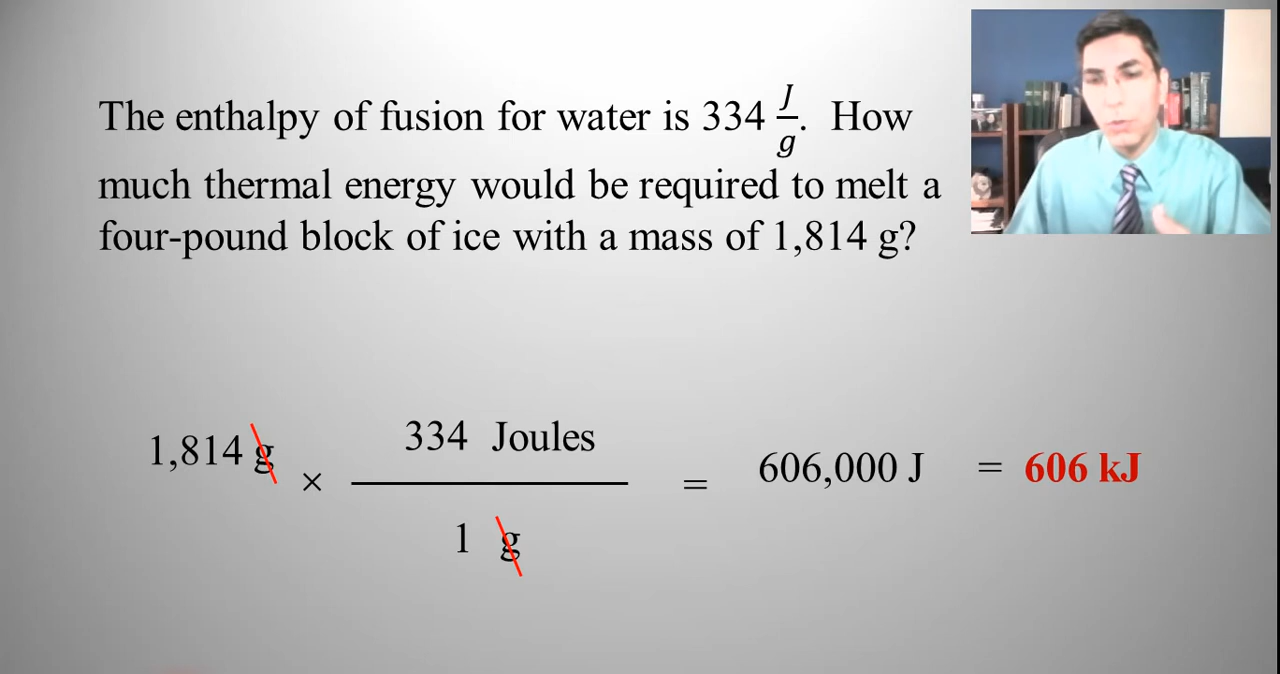 The enthalpy of fusion for water is 334 J/g. How
much thermal energy would be required to melt a
four-pound block of ice with a mass of 1,814 g?
1,814 g × 334 Joules / 1 g = 606,000 J = 606 kJ